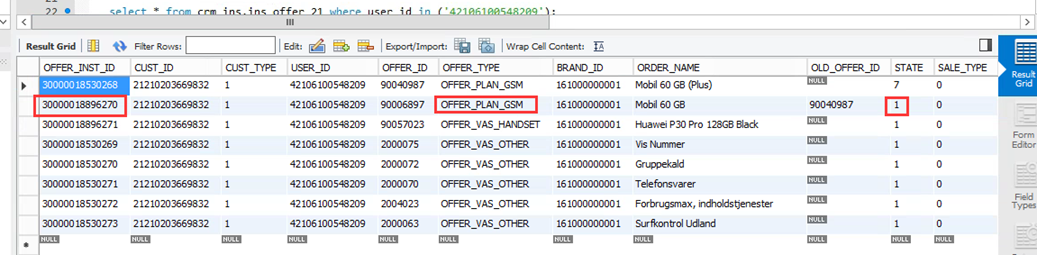 22 select * from crm_ins.ins_offer_21 where user_id in ('42106100548209');
Result Grid Filter Rows: Edit: Export/Import: Wrap Cell Content: IA
OFFER_INST_ID CUST_ID CUST_TYPE USER_ID OFFER_ID OFFER_TYPE BRAND_ID ORDER_NAME OLD_OFFER_ID STATE SALE_TYPE
30000018530268 21210203669832 1 42106100548209 90040987 OFFER_PLAN_GSM 161000000001 Mobil 60 GB (Plus) NULL 7 0
30000018896270 21210203669832 1 42106100548209 90006897 OFFER_PLAN_GSM 161000000001 Mobil 60 GB 90040987 1 0
30000018896271 21210203669832 1 42106100548209 90057023 OFFER_VAS_HANDSET 161000000001 Huawei P30 Pro 128GB Black NULL 1 0
30000018530269 21210203669832 1 42106100548209 2000075 OFFER_VAS_OTHER 161000000001 Vis Nummer NULL 1 0
30000018530270 21210203669832 1 42106100548209 2000072 OFFER_VAS_OTHER 161000000001 Gruppekald NULL 1 0
30000018530271 21210203669832 1 42106100548209 2000070 OFFER_VAS_OTHER 161000000001 Telefonsvarer NULL 1 0
30000018530272 21210203669832 1 42106100548209 2004023 OFFER_VAS_OTHER 161000000001 Forbrugsmax, indholdstjenester NULL 1 0
30000018530273 21210203669832 1 42106100548209 2000063 OFFER_VAS_OTHER 161000000001 Surfkontrol Udland NULL 1 0
NULL NULL NULL NULL NULL NULL NULL NULL NULL NULL NULL
Result
Grid
Form
Editor
Field
Types